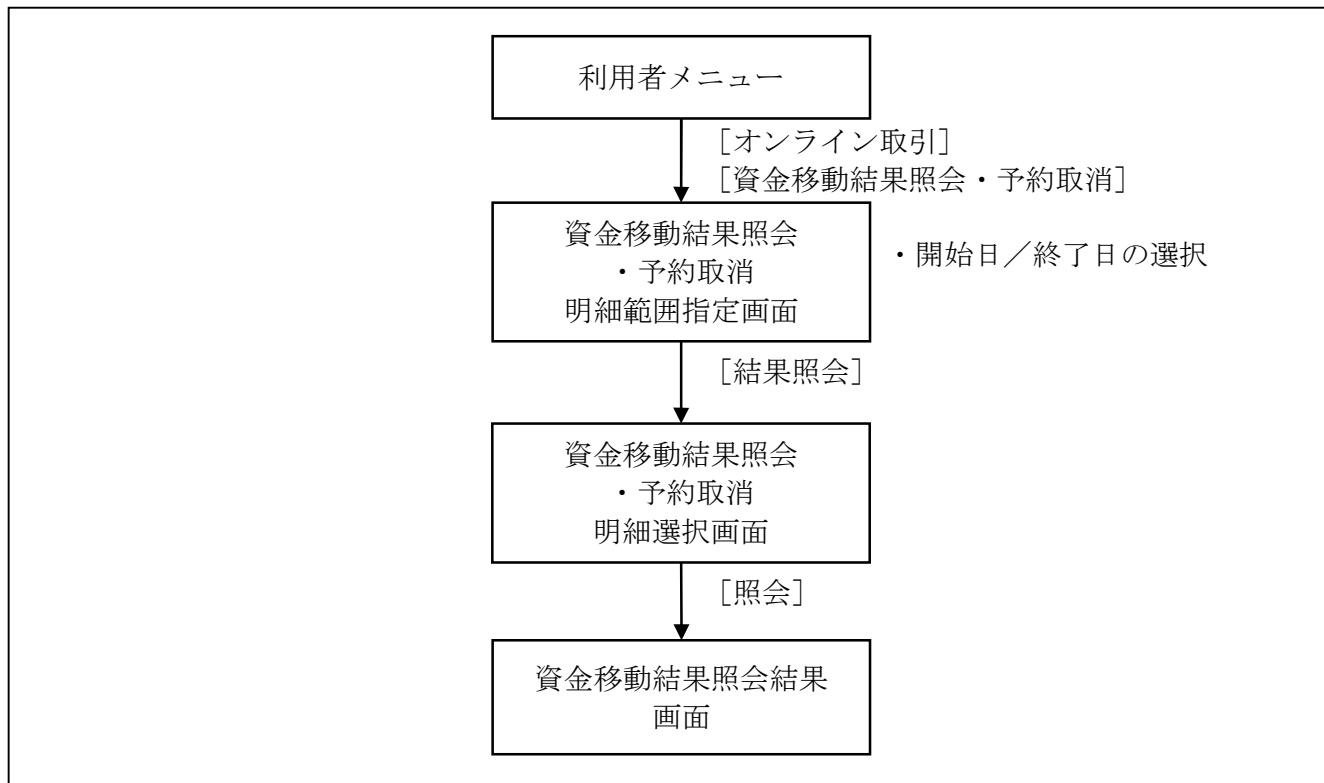 利用者メニュー
［オンライン取引］
［資金移動結果照会・予約取消］
資金移動結果照会
・予約取消
明細範囲指定画面
・開始日／終了日の選択
［結果照会］
資金移動結果照会
・予約取消
明細選択画面
［照会］
資金移動結果照会結果
画面